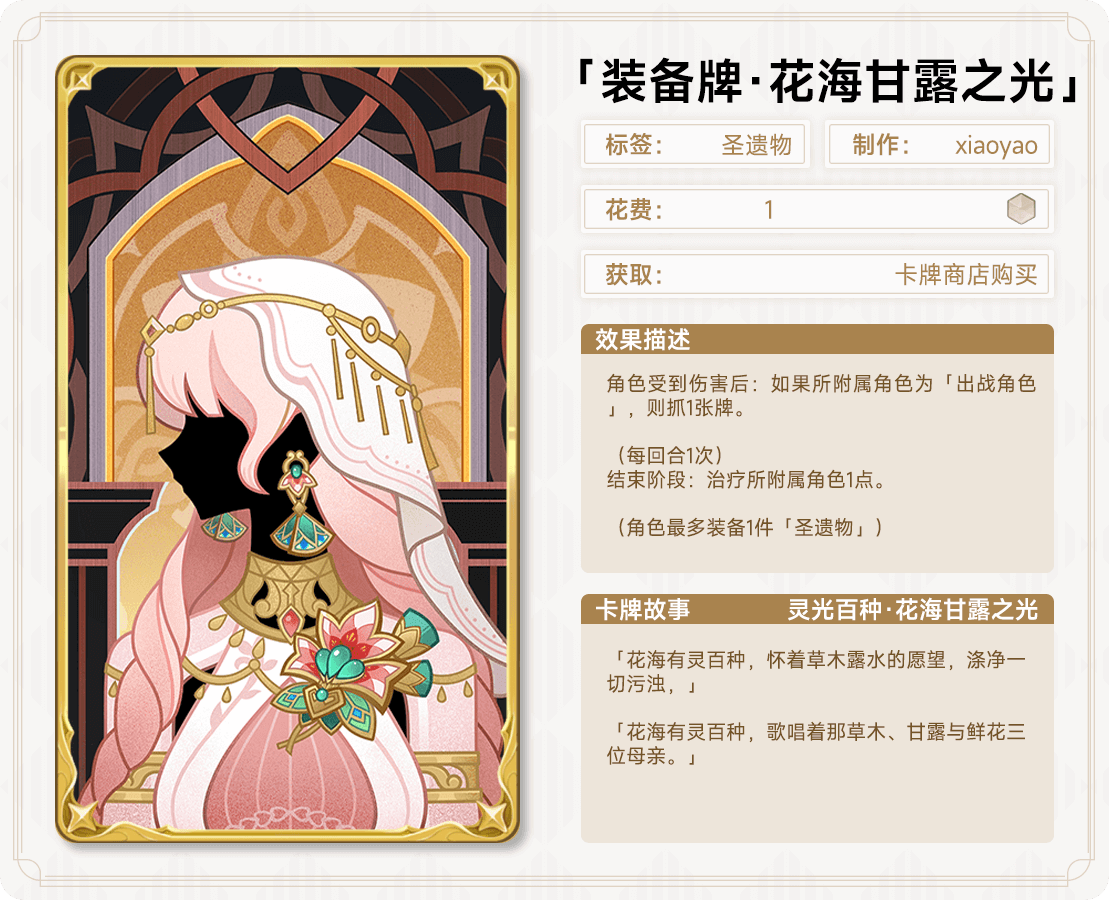 「装备牌·花海甘露之光」
标签： 圣遗物
制作： xiaoyao
花费： 1
获取： 卡牌商店购买
效果描述
角色受到伤害后：如果所附属角色为「出战角色
」，则抓1张牌。
（每回合1次）
结束阶段：治疗所附属角色1点。
（角色最多装备1件「圣遗物」）
卡牌故事 灵光百种·花海甘露之光
「花海有灵百种，怀着草木露水的愿望，涤净一
切污浊，」
「花海有灵百种，歌唱着那草木、甘露与鲜花三
位母亲。」